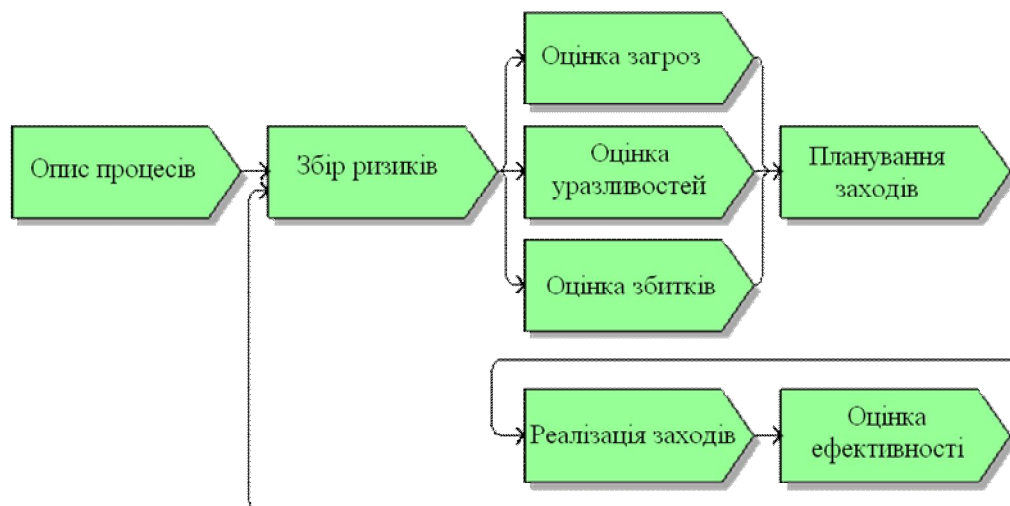 Опис процесів
Збір ризиків
Оцінка загроз
Оцінка
уразливостей
Оцінка збитків
Планування
заходів
Реалізація заходів
Оцінка
ефективності